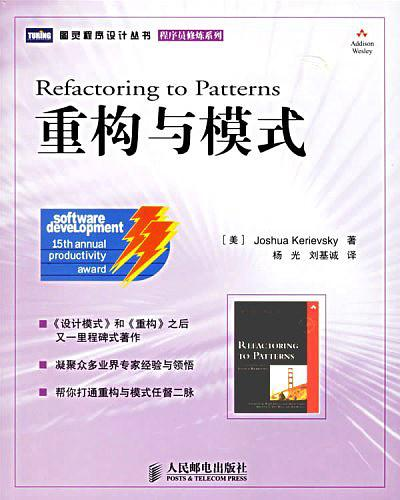 TURING
图灵程序设计丛书
程序员修炼系列
Addison
Wesley
Refactoring to Patterns
重构与模式
software
development
15th annual
productivity
award
[美] Joshua Kerievsky 著
杨 光 刘基诚 译
《设计模式》和《重构》之后
又一里程碑式著作
凝聚众多业界专家经验与领悟
帮你打通重构与模式任督二脉
REFACTORING
TO PATTERNS
人民邮电出版社
POSTS & TELECOM PRESS